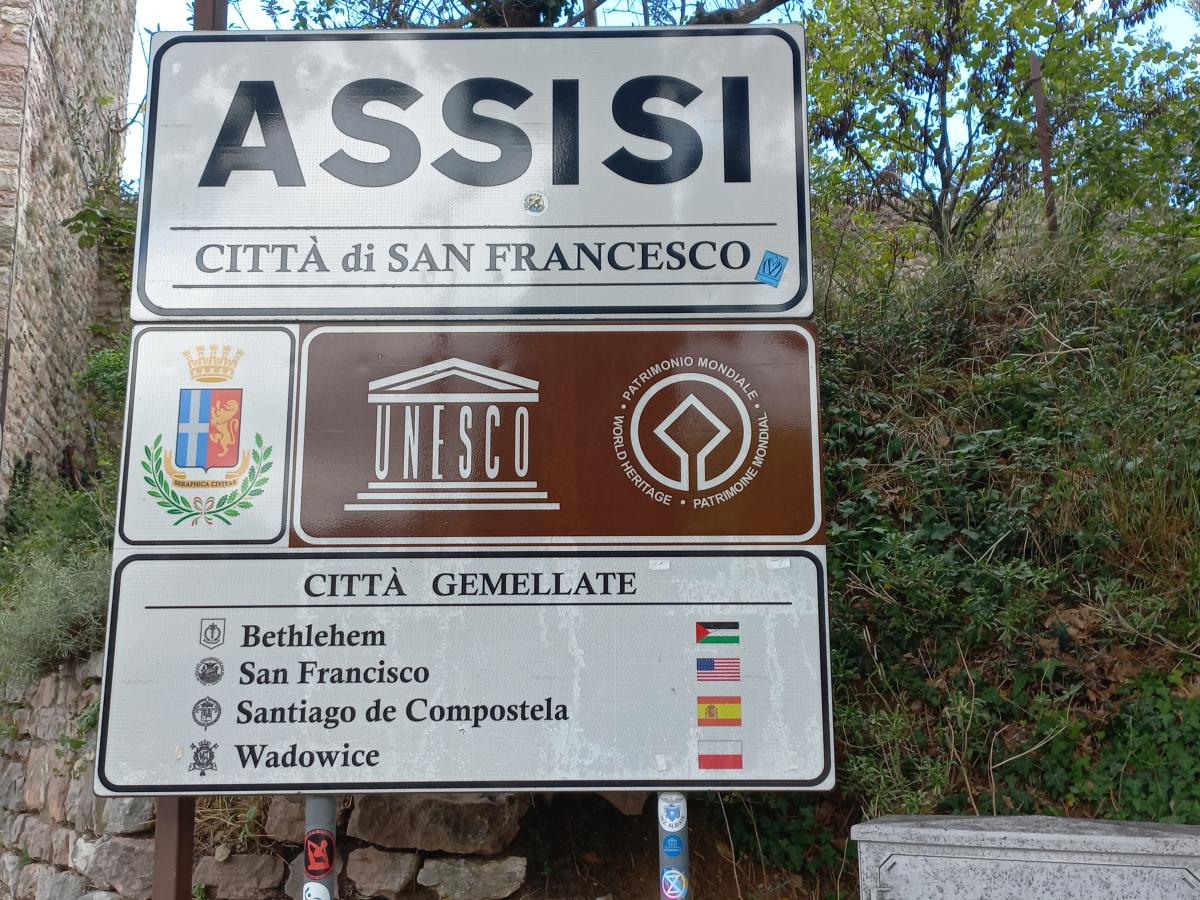 ASSISI
CITTÀ di SAN FRANCESCO
SERAPHICA CIVITAS
UNESCO
PATRIMONIO MONDIALE • WORLD HERITAGE • PATRIMOINE MONDIAL •
CITTÀ GEMELLATE
Bethlehem
San Francisco
Santiago de Compostela
Wadowice